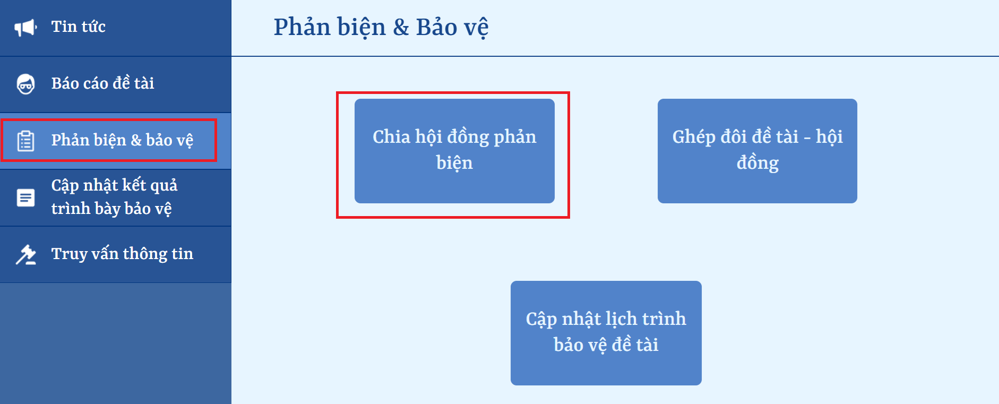 Tin tức
Báo cáo đề tài
Phản biện & bảo vệ
Cập nhật kết quả
trình bày bảo vệ
Truy vấn thông tin
Phản biện & Bảo vệ
Chia hội đồng phản
biện
Ghép đôi đề tài - hội
đồng
Cập nhật lịch trình
bảo vệ đề tài